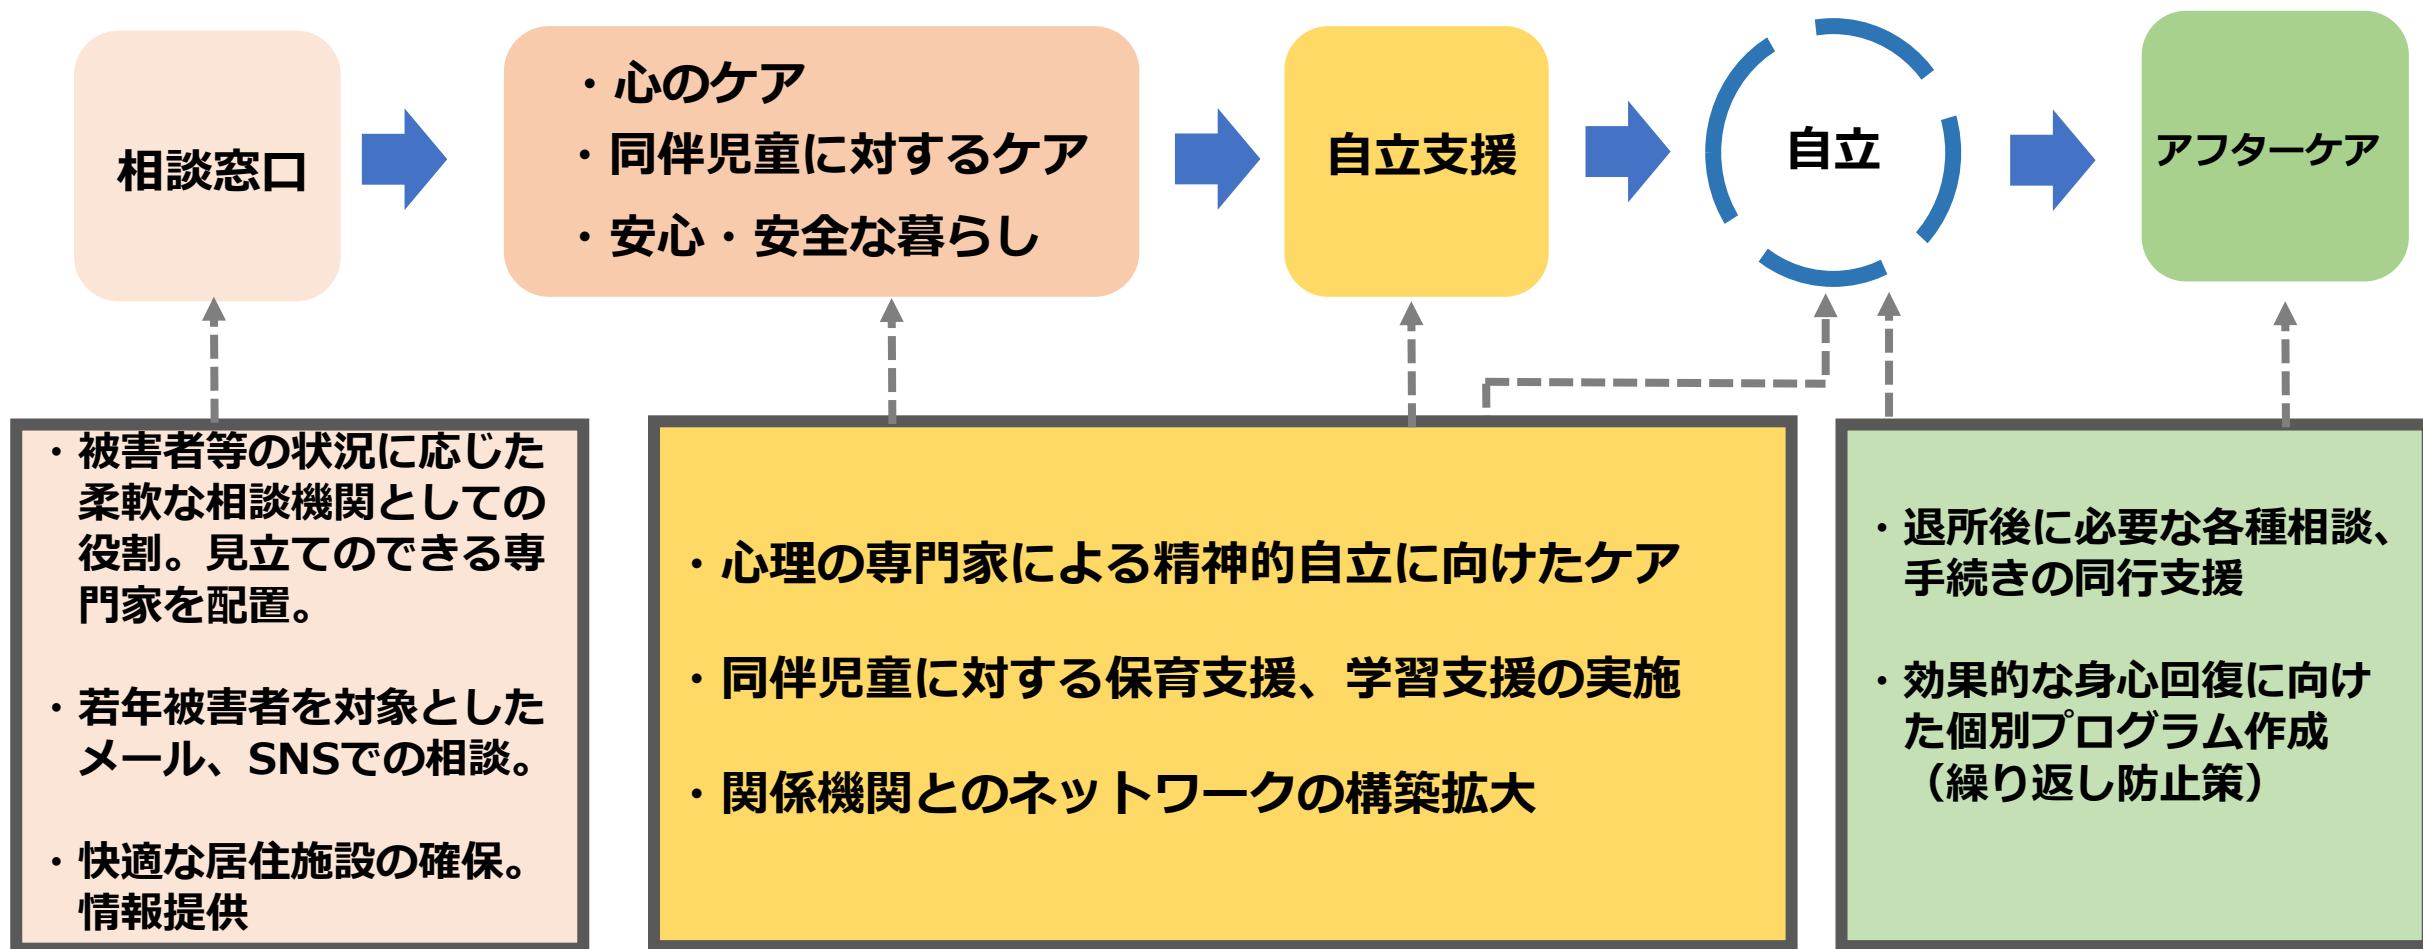 相談窓口
・心のケア
・同伴児童に対するケア
・安心・安全な暮らし
自立支援
自立
アフターケア
・被害者等の状況に応じた
柔軟な相談機関としての
役割。見立てのできる専
門家を配置。
・若年被害者を対象とした
メール、SNSでの相談。
・快適な居住施設の確保。
情報提供
・心理の専門家による精神的自立に向けたケア
・同伴児童に対する保育支援、学習支援の実施
・関係機関とのネットワークの構築拡大
・退所後に必要な各種相談、
手続きの同行支援
・効果的な身心回復に向け
た個別プログラム作成
（繰り返し防止策）